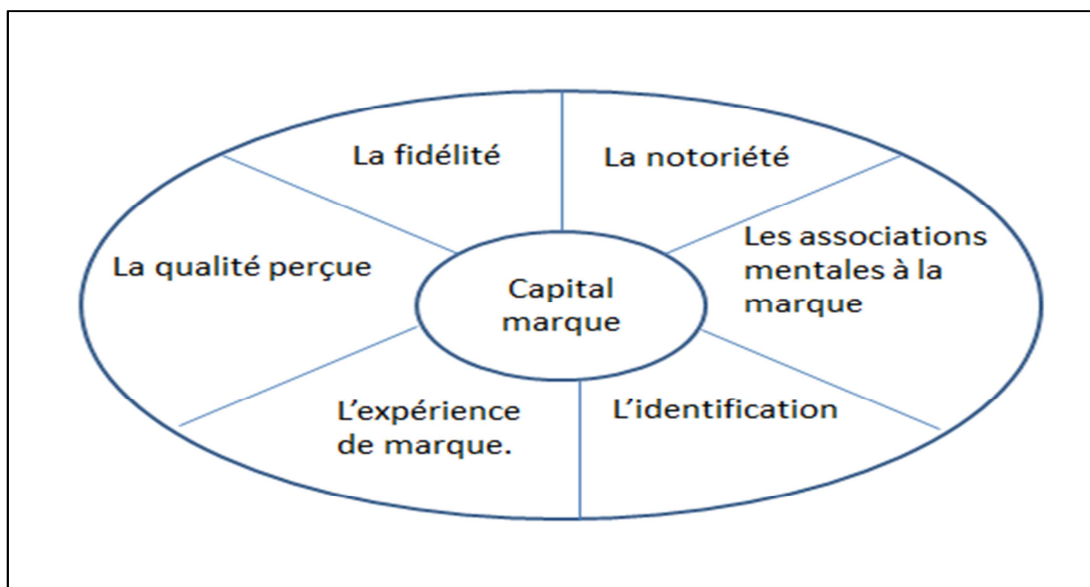 La fidélité
La notoriété
La qualité perçue
Les associations
mentales à la
marque
Capital
marque
L’expérience
de marque.
L’identification